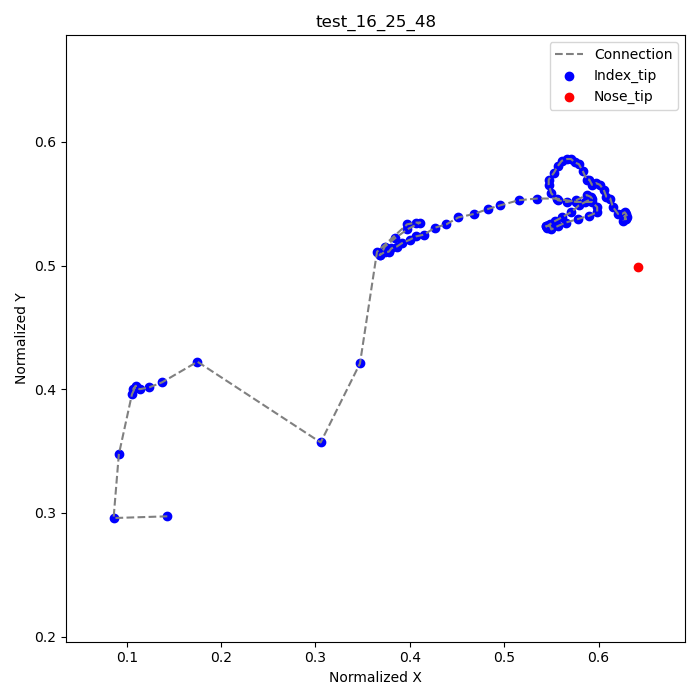 test_16_25_48
Connection
Index_tip
Nose_tip
0.6
0.5
0.4
0.3
0.2
Normalized Y
0.1
0.2
0.3
0.4
0.5
0.6
Normalized X